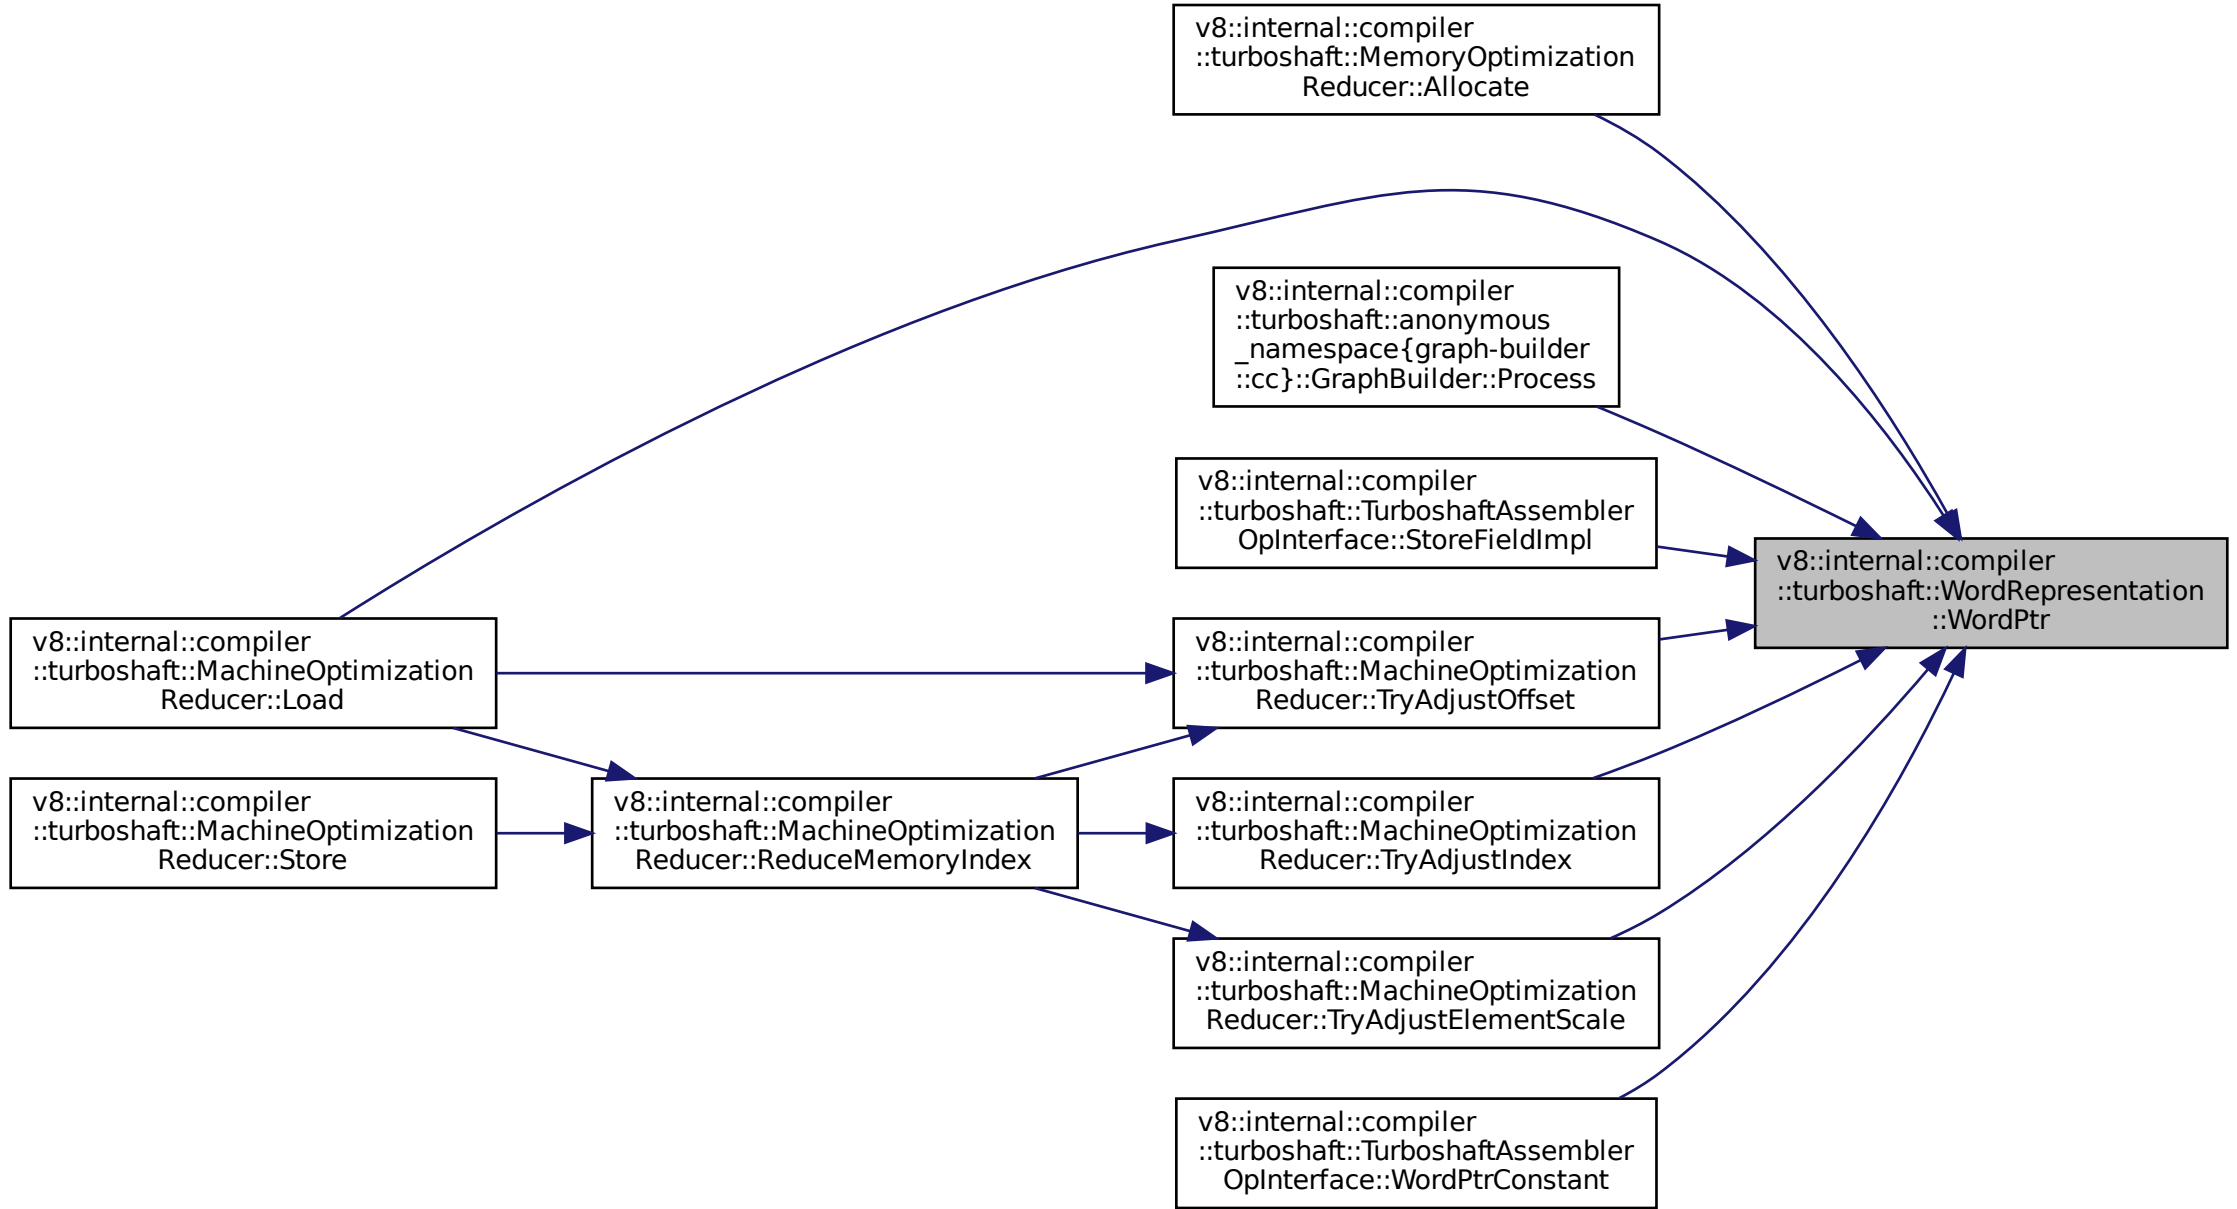 v8::internal::compiler
::turboshaft::MemoryOptimization
Reducer::Allocate
v8::internal::compiler
::turboshaft::anonymous
_namespace{graph-builder
::cc}::GraphBuilder::Process
v8::internal::compiler
::turboshaft::TurboshaftAssembler
OpInterface::StoreFieldImpl
v8::internal::compiler
::turboshaft::WordRepresentation
::WordPtr
v8::internal::compiler
::turboshaft::MachineOptimization
Reducer::Load
v8::internal::compiler
::turboshaft::MachineOptimization
Reducer::TryAdjustOffset
v8::internal::compiler
::turboshaft::MachineOptimization
Reducer::Store
v8::internal::compiler
::turboshaft::MachineOptimization
Reducer::ReduceMemoryIndex
v8::internal::compiler
::turboshaft::MachineOptimization
Reducer::TryAdjustIndex
v8::internal::compiler
::turboshaft::MachineOptimization
Reducer::TryAdjustElementScale
v8::internal::compiler
::turboshaft::TurboshaftAssembler
OpInterface::WordPtrConstant